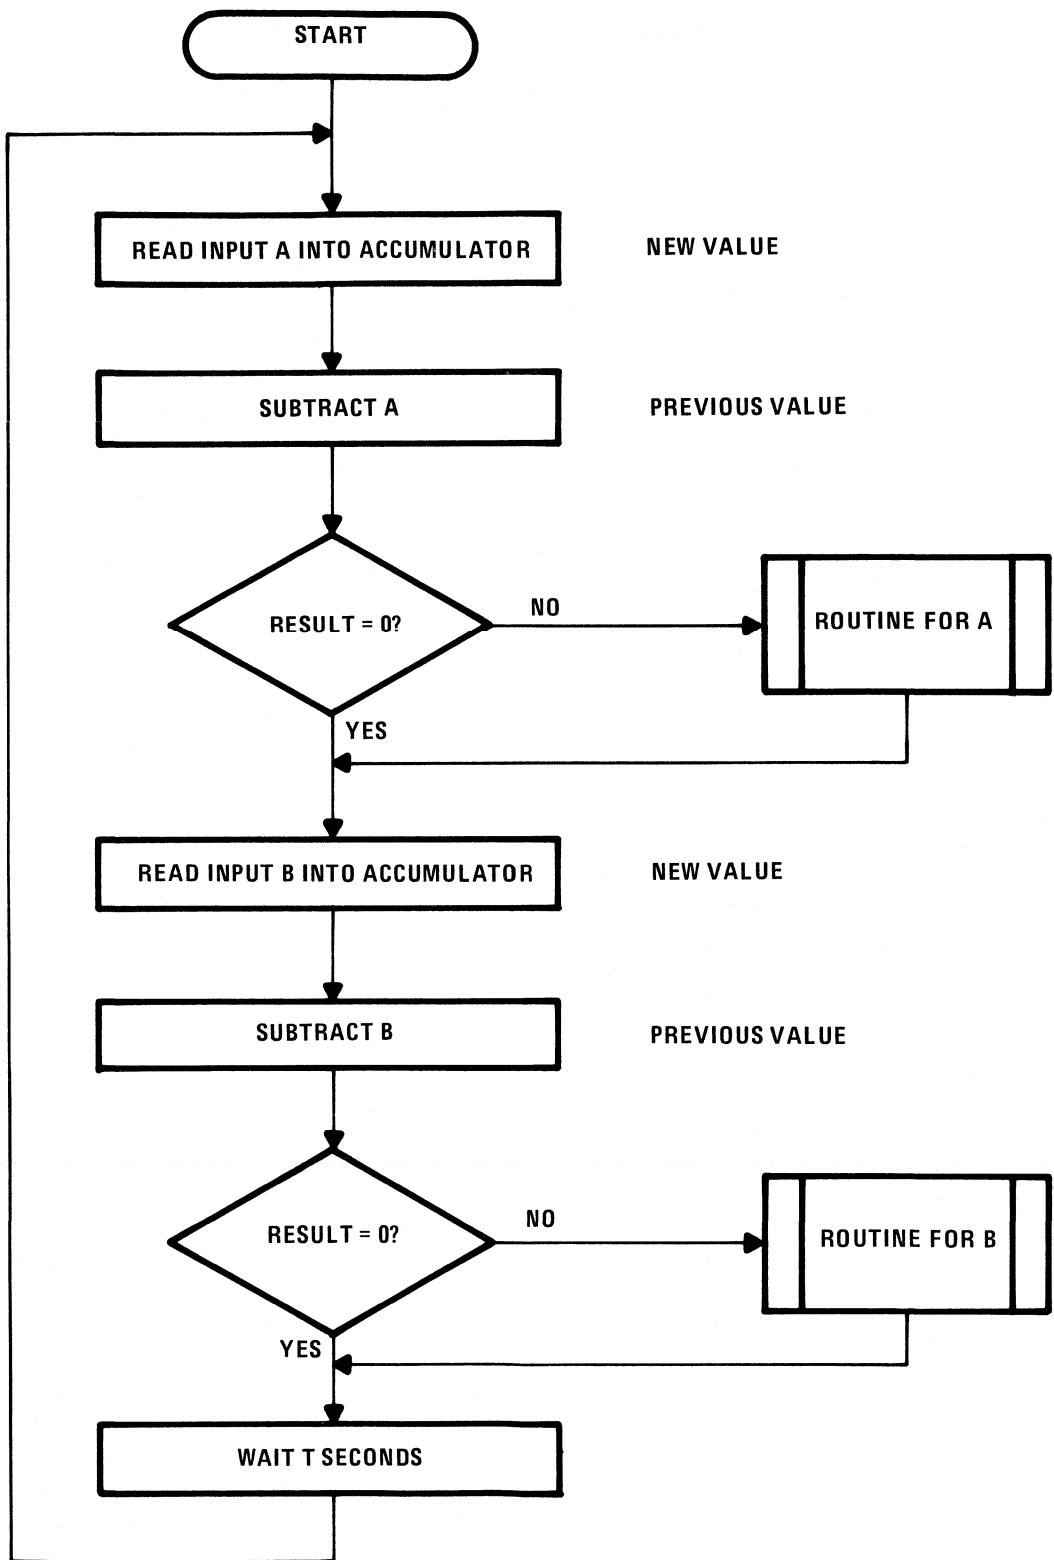 START
READ INPUT A INTO ACCUMULATOR
NEW VALUE
SUBTRACT A
PREVIOUS VALUE
RESULT = 0?
NO
ROUTINE FOR A
YES
READ INPUT B INTO ACCUMULATOR
NEW VALUE
SUBTRACT B
PREVIOUS VALUE
RESULT = 0?
NO
ROUTINE FOR B
YES
WAIT T SECONDS